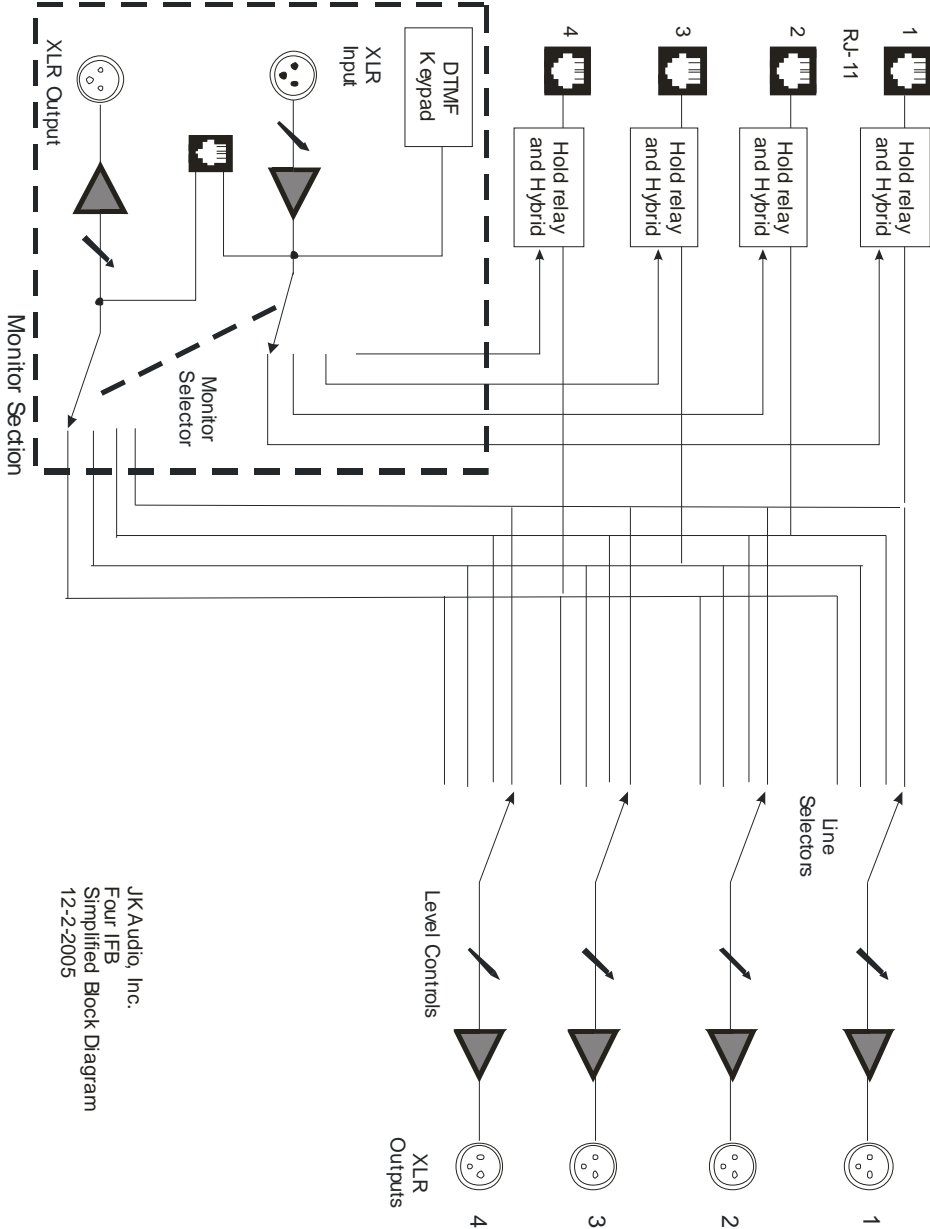 1
RJ-11
2
3
4
Hold relay
and Hybrid
Hold relay
and Hybrid
Hold relay
and Hybrid
Hold relay
and Hybrid
DTMF
Keypad
XLR
Input
XLR Output
Monitor
Selector
Monitor Section
Line
Selectors
Level Controls
XLR
Outputs
1
2
3
4
JK Audio, Inc.
Four IFB
Simplified Block Diagram
12-2-2005